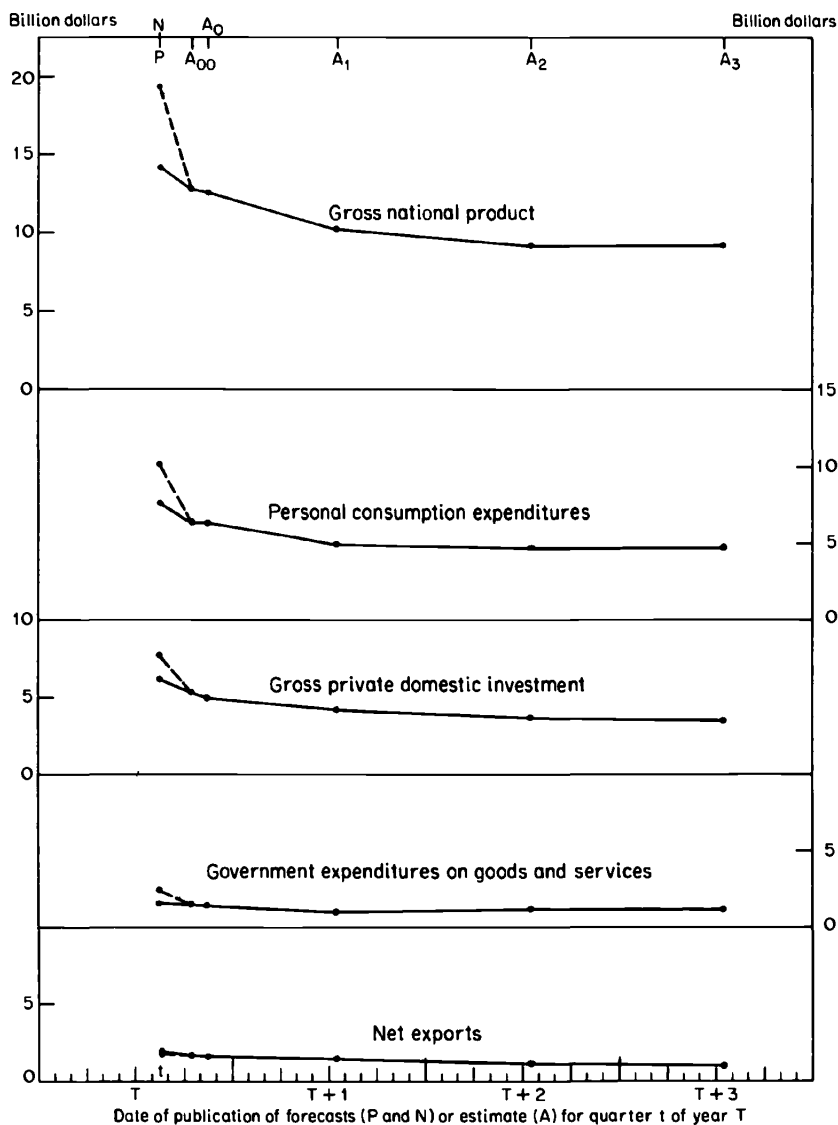 Billion dollars N A₀ Billion dollars
P A₀₀ A₁ A₂ A₃
20
15
Gross national product
10
5
0 15
10
Personal consumption expenditures
5
10 0
Gross private domestic investment
5
0
5
Government expenditures on goods and services
0
5
Net exports
0 t
T T+1 T+2 T+3
Date of publication of forecasts (P and N) or estimate (A) for quarter t of year T